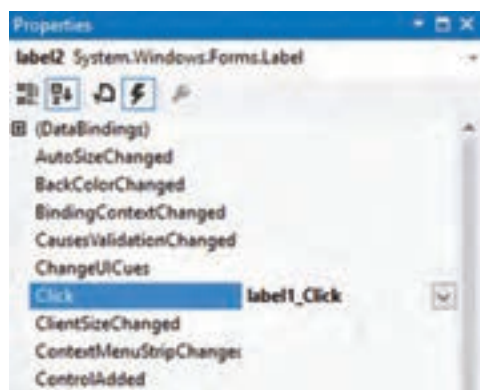 Properties
label2 System.Windows.Forms.Label
(DataBindings)
AutoSizeChanged
BackColorChanged
BindingContextChanged
CausesValidationChanged
ChangeUICues
Click label1_Click
ClientSizeChanged
ContextMenuStripChange
ControlAdded